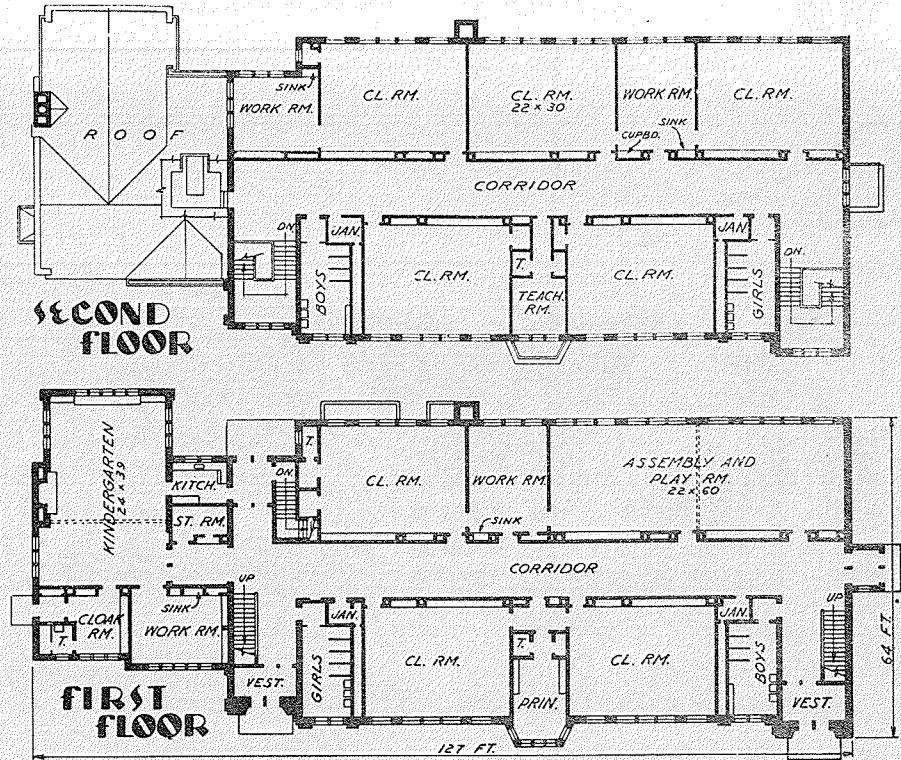 SINK
WORK RM.
CL. RM.
CL. RM.
22 x 30
WORK RM.
CL. RM.
CUPBD.
SINK
ROOF
CORRIDOR
DN.
JAN.
BOYS
CL. RM.
T.
TEACH.
RM.
CL. RM.
JAN.
GIRLS
DN.
SECOND
FLOOR
KINDERGARTEN
24 x 39
KITCH.
ST. RM.
DN.
T.
CL. RM.
WORK RM.
SINK
ASSEMBLY AND
PLAY RM.
22 x 60
CORRIDOR
CLOAK
RM.
T.
SINK
WORK RM.
UP
VEST.
GIRLS
JAN.
CL. RM.
T.
PRIN.
CL. RM.
JAN.
BOYS
UP
VEST.
64 FT.
FIRST
FLOOR
127 FT.